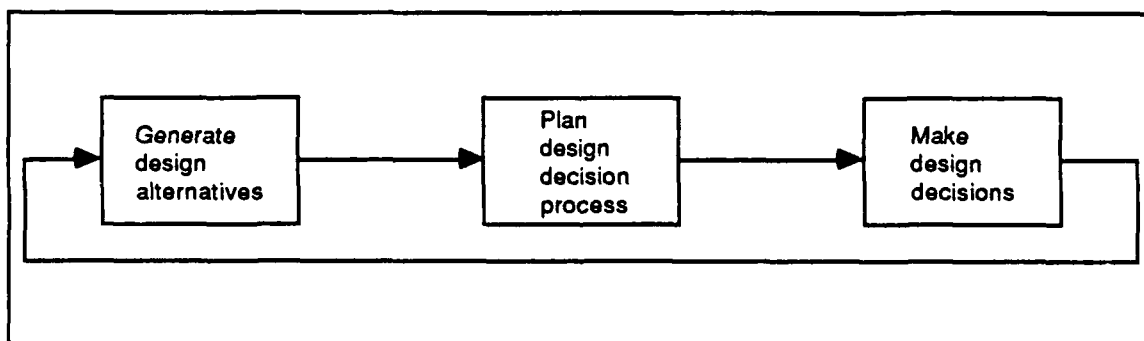 Generate
design
alternatives
Plan
design
decision
process
Make
design
decisions